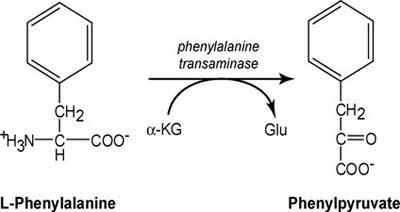 phenylalanine
transaminase
CH₂
⁺H₃N
C
COO⁻
H
α-KG
Glu
CH₂
C
O
COO⁻
L-Phenylalanine
Phenylpyruvate